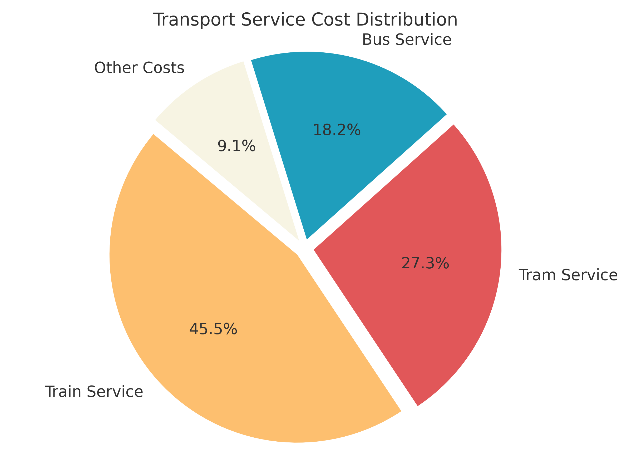 Transport Service Cost Distribution
Bus Service
Other Costs
18.2%
9.1%
27.3%
Tram Service
45.5%
Train Service